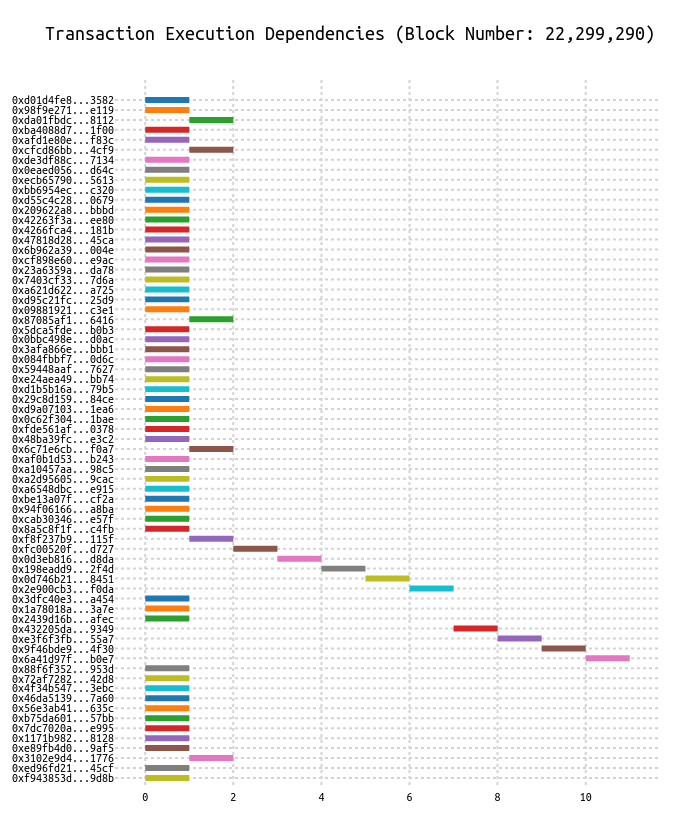 Transaction Execution Dependencies (Block Number: 22,299,290)
0xd01d4fe8...3582
0x98f9e271...e119
0xda01fbdc...8112
0xba4088d7...1f00
0xafd1e80e...f83c
0xcfcd86bb...4cf9
0xde3df88c...7134
0x0eaed056...d64c
0xecb65790...5613
0xbb6954ec...c320
0xd55c4c28...0679
0x209622a8...bbbd
0x42263f3a...ee80
0x4266fca4...181b
0x47818d28...45ca
0x6b962a39...004e
0xcf898e60...e9ac
0x23a6359a...da78
0x7403cf33...7d6a
0xa621d622...a725
0xd95c21fc...25d9
0x09881921...c3e1
0x87085af1...6416
0x5dca5fde...b0b3
0x0bbc498e...d0ac
0x3afa866e...bbb1
0x084fbbf7...0d6c
0x59448aaf...7627
0xe24aea49...bb74
0xd1b5b16a...79b5
0x29c8d159...84ce
0xd9a07103...1ea6
0x0c62f304...1bae
0xfde561af...0378
0x48ba39fc...e3c2
0x6c71e6cb...f0a7
0xaf0b1d53...b243
0xa10457aa...98c5
0xa2d95605...9cac
0xa6548dbc...e915
0xbe13a07f...cf2a
0x94f06166...a8ba
0xcab30346...e57f
0x8a5c8f1f...c4fb
0xf8f237b9...115f
0xfc00520f...d727
0x0d3eb816...d8da
0x198eadd9...2f4d
0x0d746b21...8451
0x2e900cb3...f0da
0x3dfc40e3...a454
0x1a78018a...3a7e
0x2439d16b...afec
0x432205da...9349
0xe3f6f3fb...55a7
0x9f46bde9...4f30
0x6a41d97f...b0e7
0x88f6f352...953d
0x72af7282...42d8
0x4f34b547...3ebc
0x46da5139...7a60
0x56e3ab41...635c
0xb75da601...57bb
0x7dc7020a...e995
0x1171b982...8128
0xe89fb4d0...9af5
0x3102e9d4...1776
0xed96fd21...45cf
0xf943853d...9d8b
0 2 4 6 8 10